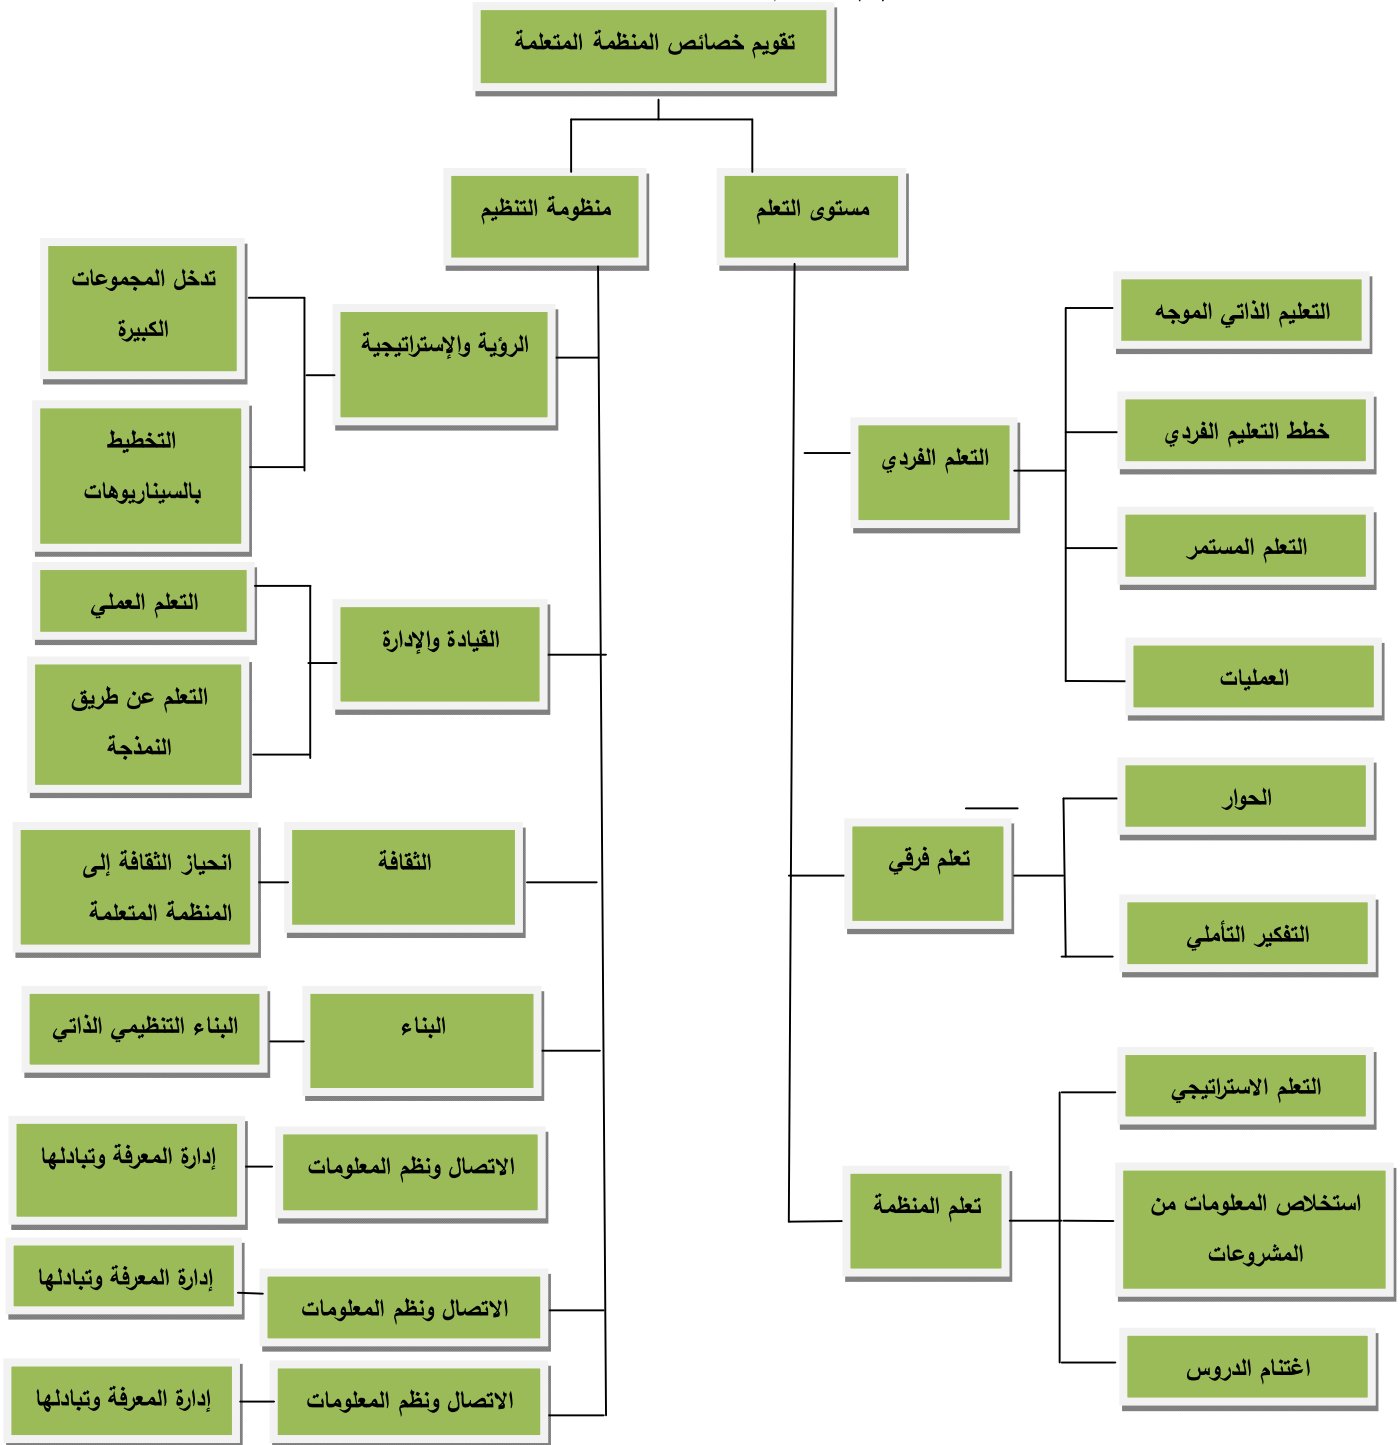 تقويم خصائص المنظمة المتعلمة
مستوى التعلم
منظومة التنظيم
التعلم الفردي
التعليم الذاتي الموجه
خطط التعليم الفردي
التعلم المستمر
العمليات
تعلم فرقي
الحوار
التفكير التأملي
تعلم المنظمة
التعلم الاستراتيجي
استخلاص المعلومات من
المشروعات
اغتنام الدروس
الرؤية والإستراتيجية
تدخل المجموعات
الكبيرة
التخطيط
بالسيناريوهات
القيادة والإدارة
التعلم العملي
التعلم عن طريق
النمذجة
الثقافة
انحياز الثقافة إلى
المنظمة المتعلمة
البناء
البناء التنظيمي الذاتي
الاتصال ونظم المعلومات
إدارة المعرفة وتبادلها
الاتصال ونظم المعلومات
إدارة المعرفة وتبادلها
الاتصال ونظم المعلومات
إدارة المعرفة وتبادلها